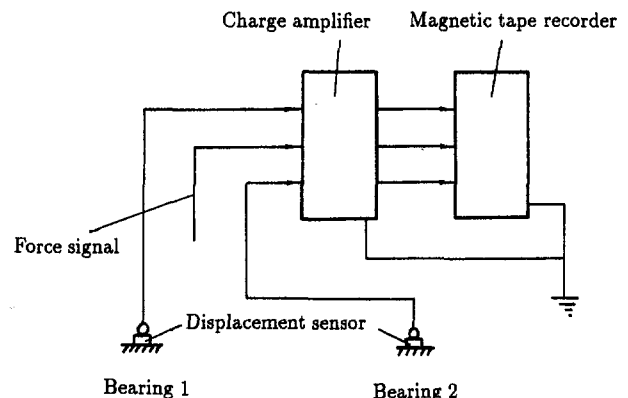 Charge amplifier
Magnetic tape recorder
Force signal
Displacement sensor
Bearing 1
Bearing 2